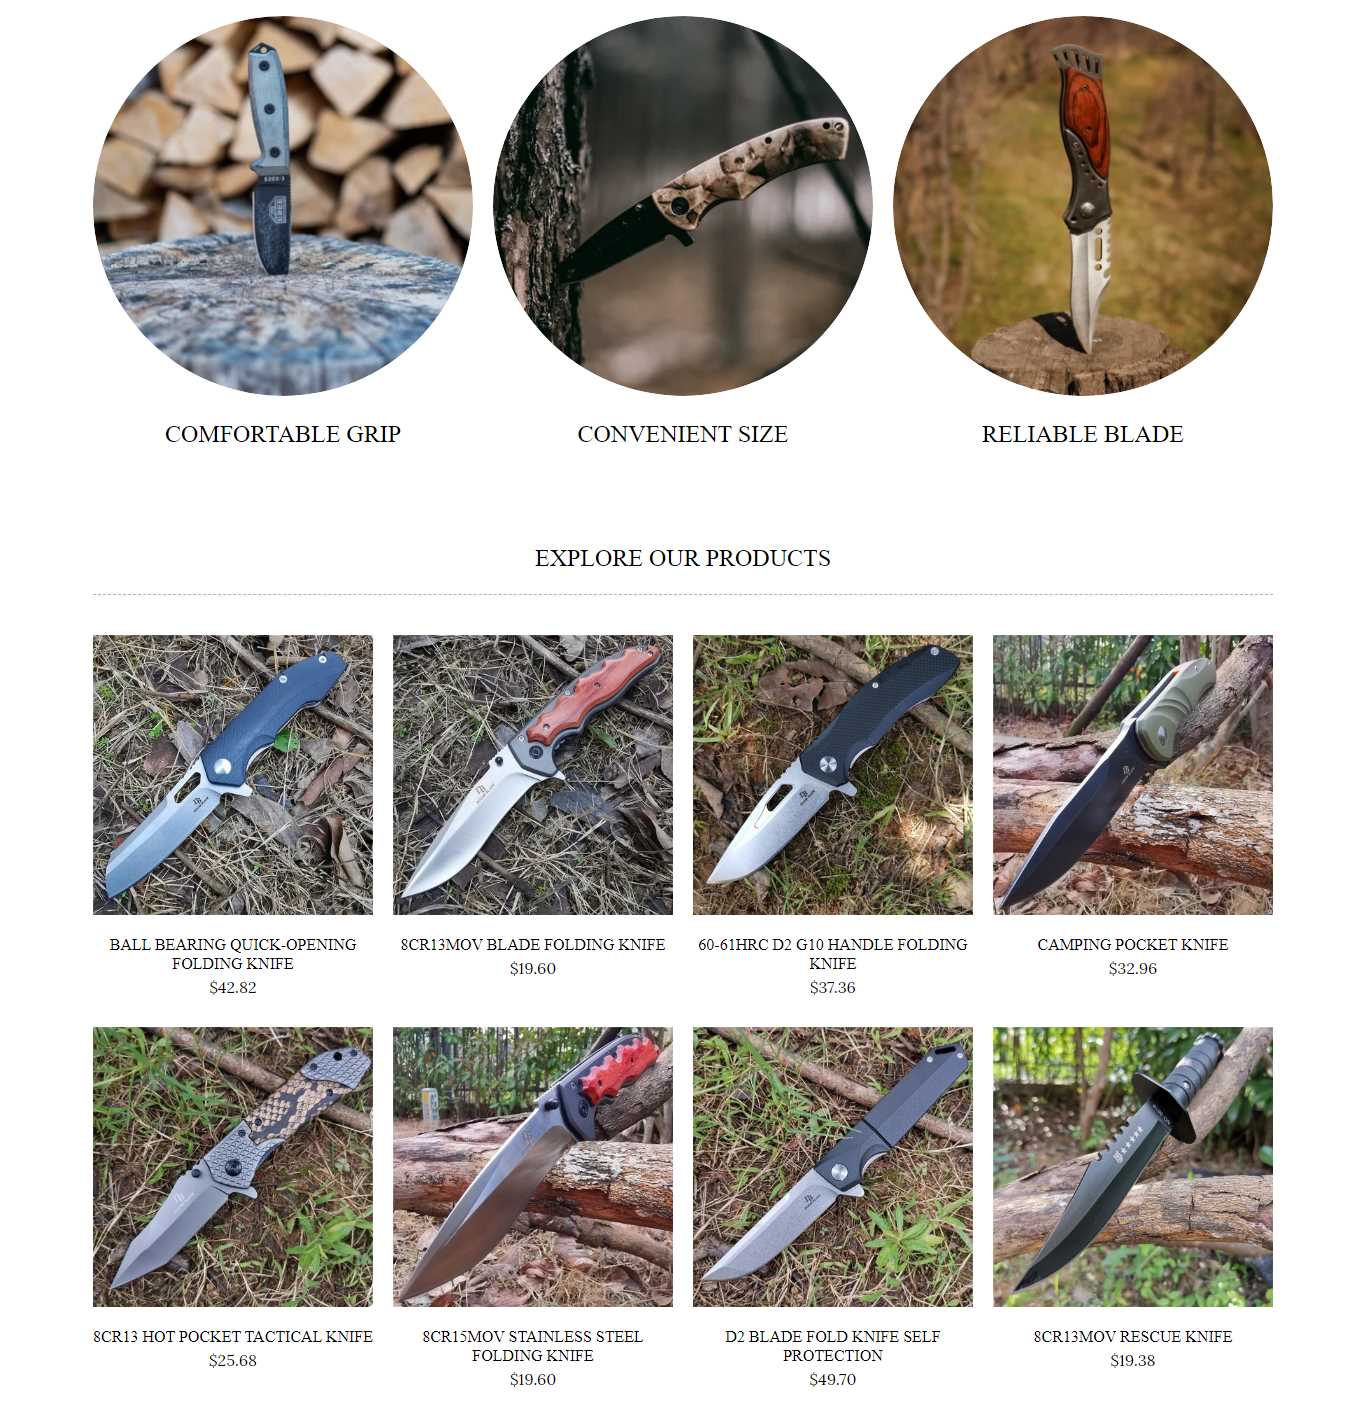 COMFORTABLE GRIP
CONVENIENT SIZE
RELIABLE BLADE
EXPLORE OUR PRODUCTS
BALL BEARING QUICK-OPENING
FOLDING KNIFE
$42.82
8CR13MOV BLADE FOLDING KNIFE
$19.60
60-61HRC D2 G10 HANDLE FOLDING
KNIFE
$37.36
CAMPING POCKET KNIFE
$32.96
8CR13 HOT POCKET TACTICAL KNIFE
$25.68
8CR15MOV STAINLESS STEEL
FOLDING KNIFE
$19.60
D2 BLADE FOLD KNIFE SELF
PROTECTION
$49.70
8CR13MOV RESCUE KNIFE
$19.38